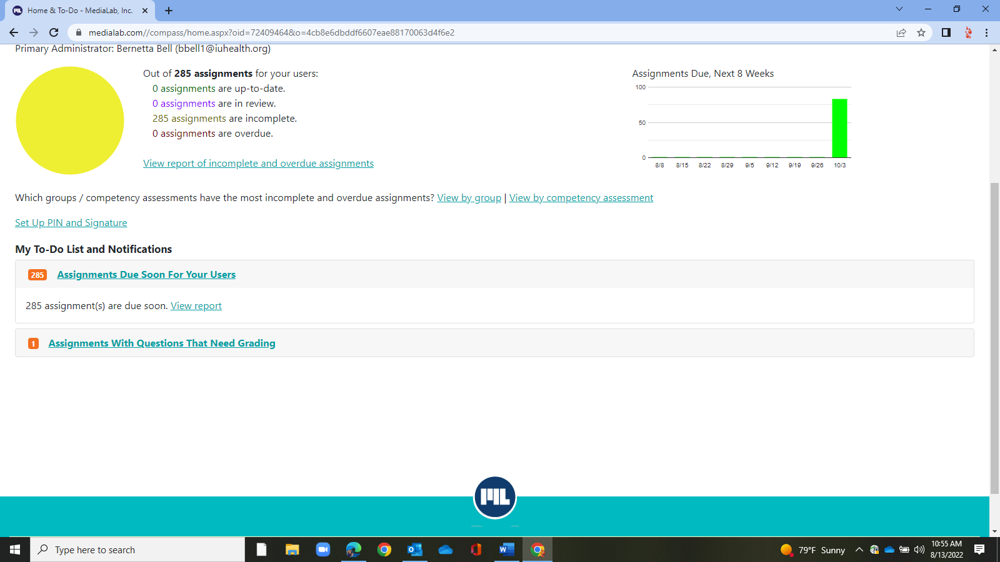 Home & To-Do - MediaLab, Inc.
medialab.com//compass/home.aspx?oid=72409464&o=4cb8e6dbddf6607eae88170063d4f6e2
Primary Administrator: Bernetta Bell (bbell1@iuhealth.org)
Out of 285 assignments for your users:
0 assignments are up-to-date.
0 assignments are in review.
285 assignments are incomplete.
0 assignments are overdue.
View report of incomplete and overdue assignments
Assignments Due, Next 8 Weeks
100
50
0
8/8 8/15 8/22 8/29 9/5 9/12 9/19 9/26 10/3
Which groups / competency assessments have the most incomplete and overdue assignments? View by group | View by competency assessment
Set Up PIN and Signature
My To-Do List and Notifications
285 Assignments Due Soon For Your Users
285 assignment(s) are due soon. View report
1 Assignments With Questions That Need Grading
ML
Type here to search
79°F Sunny
10:55 AM
8/13/2022